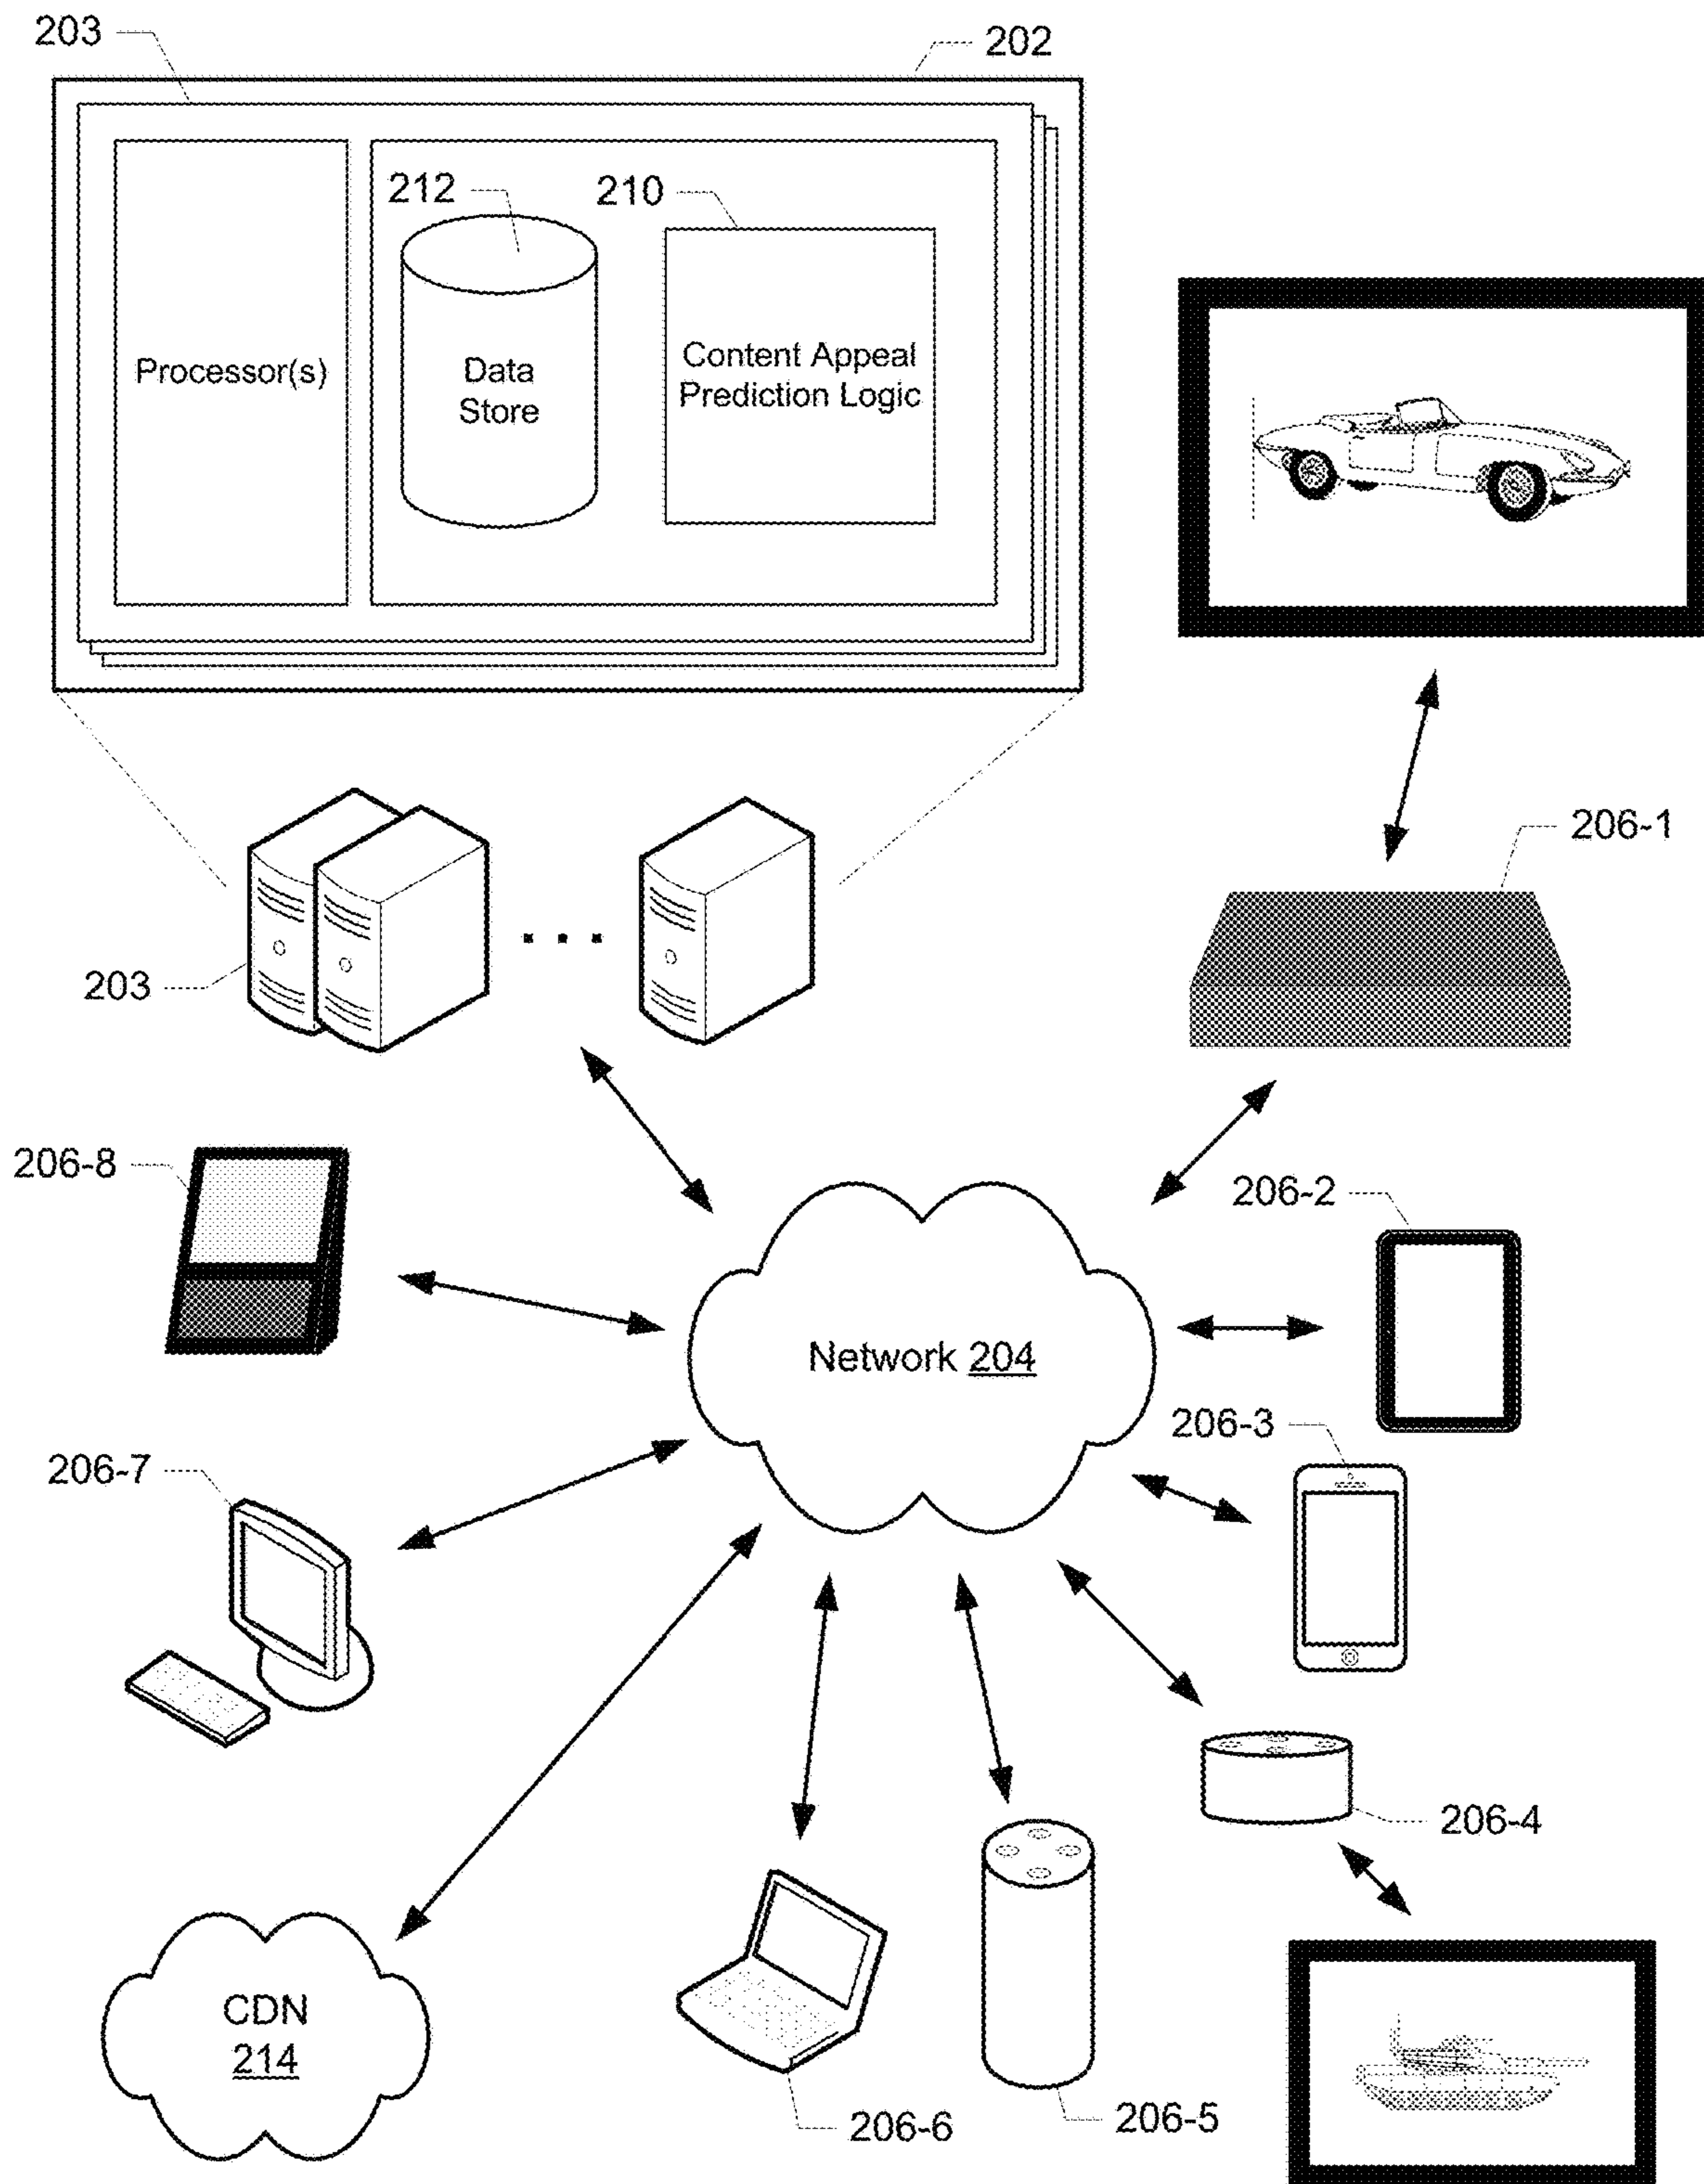 203
202
212
210
Processor(s)
Data
Store
Content Appeal
Prediction Logic
206-1
203
206-8
206-2
Network 204
206-3
206-7
206-4
CDN
214
206-6
206-5